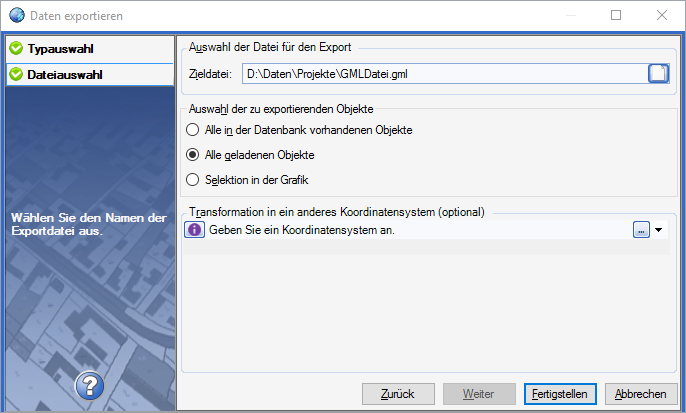 Daten exportieren
Typauswahl
Dateiauswahl
Wählen Sie den Namen der
Exportdatei aus.
?
Auswahl der Datei für den Export
Zieldatei: D:\Daten\Projekte\GMLDatei.gml
Auswahl der zu exportierenden Objekte
Alle in der Datenbank vorhandenen Objekte
Alle geladenen Objekte
Selektion in der Grafik
Transformation in ein anderes Koordinatensystem (optional)
Geben Sie ein Koordinatensystem an. ...
Zurück Weiter Fertigstellen Abbrechen